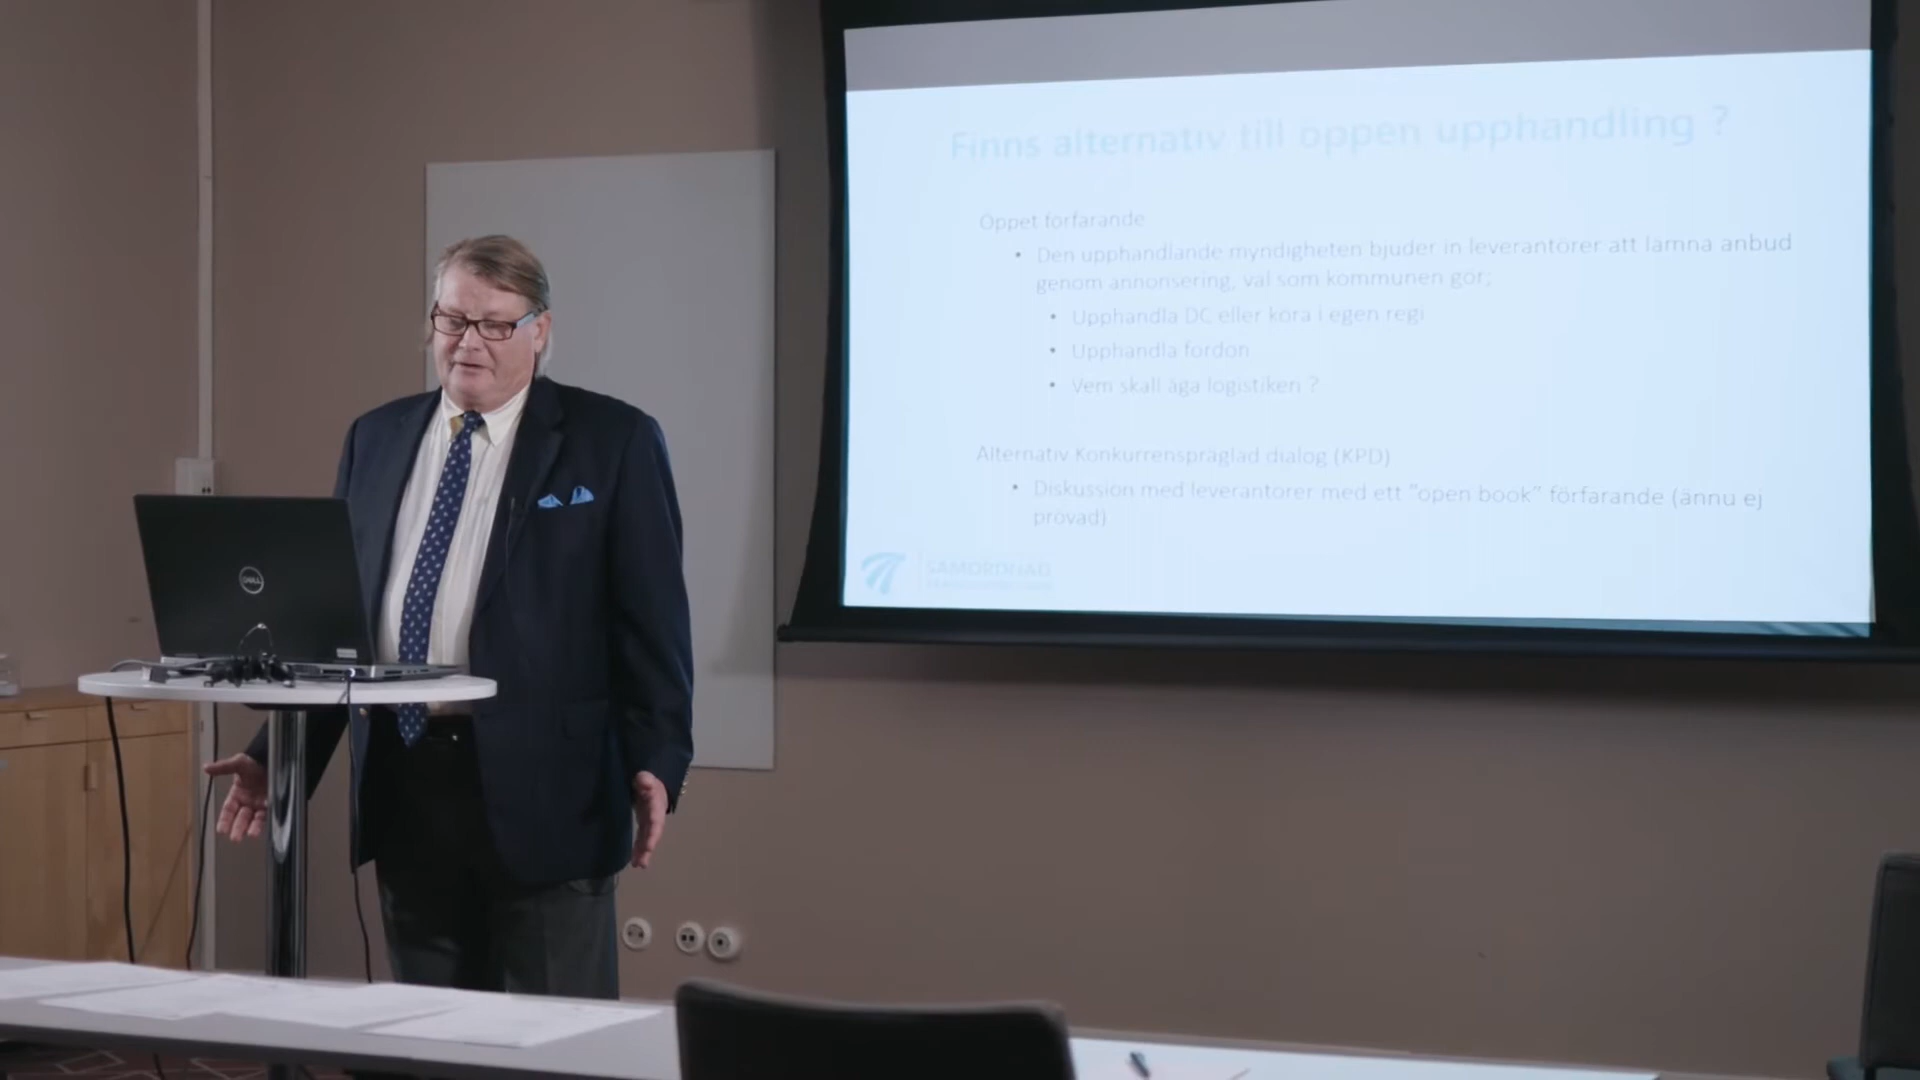 Finns alternativ till öppen upphandling ?
Öppet förfarande
• Den upphandlande myndigheten bjuder in leverantörer att lämna anbud
genom annonsering, val som kommunen gör;
• Upphandla DC eller köra i egen regi
• Upphandla fordon
• Vem skall äga logistiken ?
Alternativ Konkurrenspräglad dialog (KPD)
• Diskussion med leverantörer med ett "open book" förfarande (ännu ej
prövad)
SAMORDNAD
DELL